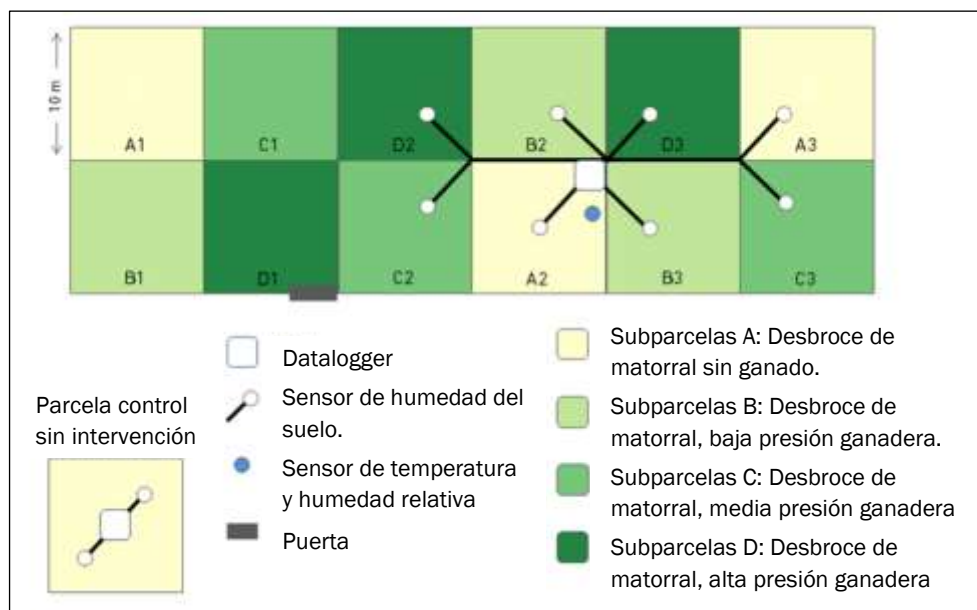 10 m
A1
C1
D2
B2
D3
A3
B1
D1
C2
A2
B3
C3
Parcela control
sin intervención
Datalogger
Sensor de humedad del
suelo.
Sensor de temperatura
y humedad relativa
Puerta
Subparcelas A: Desbroce de
matorral sin ganado.
Subparcelas B: Desbroce de
matorral, baja presión ganadera.
Subparcelas C: Desbroce de
matorral, media presión ganadera
Subparcelas D: Desbroce de
matorral, alta presión ganadera